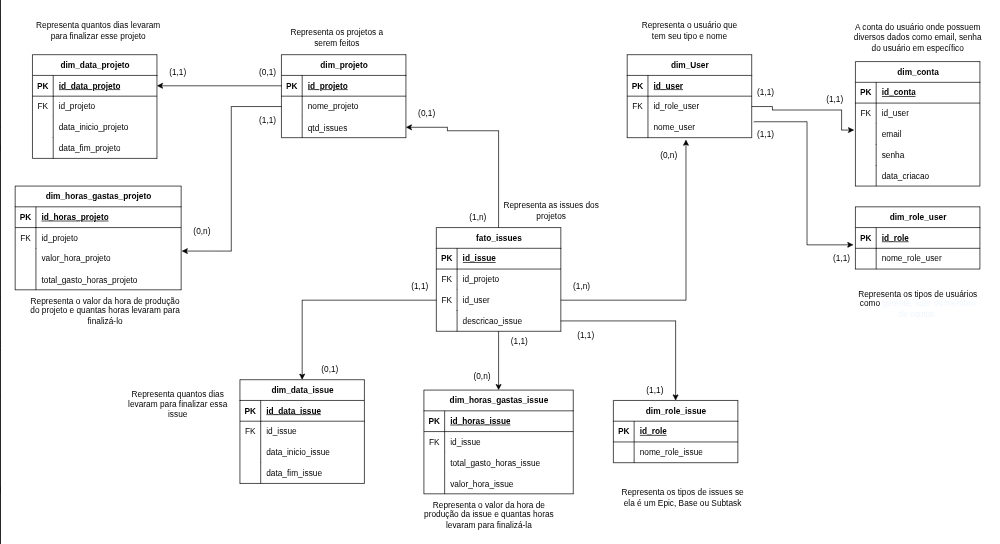 Representa quantos dias levaram
para finalizar esse projeto
dim_data_projeto
PK id_data_projeto
FK id_projeto
data_inicio_projeto
data_fim_projeto
(1,1)
(0,1)
Representa os projetos a
serem feitos
dim_projeto
PK id_projeto
nome_projeto
qtd_issues
(1,1)
(0,1)
Representa o usuário que
tem seu tipo e nome
dim_User
PK id_user
FK id_role_user
nome_user
(1,1)
(1,1)
(1,1)
(0,n)
A conta do usuário onde possuem
diversos dados como email, senha
do usuário em específico
dim_conta
PK id_conta
FK id_user
email
senha
data_criacao
dim_horas_gastas_projeto
PK id_horas_projeto
FK id_projeto
valor_hora_projeto
total_gasto_horas_projeto
(0,n)
Representa o valor da hora de produção
do projeto e quantas horas levaram para
finalizá-lo
Representa as issues dos
projetos
(1,n)
fato_issues
PK id_issue
FK id_projeto
FK id_user
descricao_issue
(1,1)
(1,n)
(1,1)
(1,1)
dim_role_user
PK id_role
nome_role_user
(1,1)
Representa os tipos de usuários
como
Representa quantos dias
levaram para finalizar essa
issue
(0,1)
dim_data_issue
PK id_data_issue
FK id_issue
data_inicio_issue
data_fim_issue
(0,n)
dim_horas_gastas_issue
PK id_horas_issue
FK id_issue
total_gasto_horas_issue
valor_hora_issue
Representa o valor da hora de
produção da issue e quantas horas
levaram para finalizá-la
(1,1)
dim_role_issue
PK id_role
nome_role_issue
Representa os tipos de issues se
ela é um Epic, Base ou Subtask